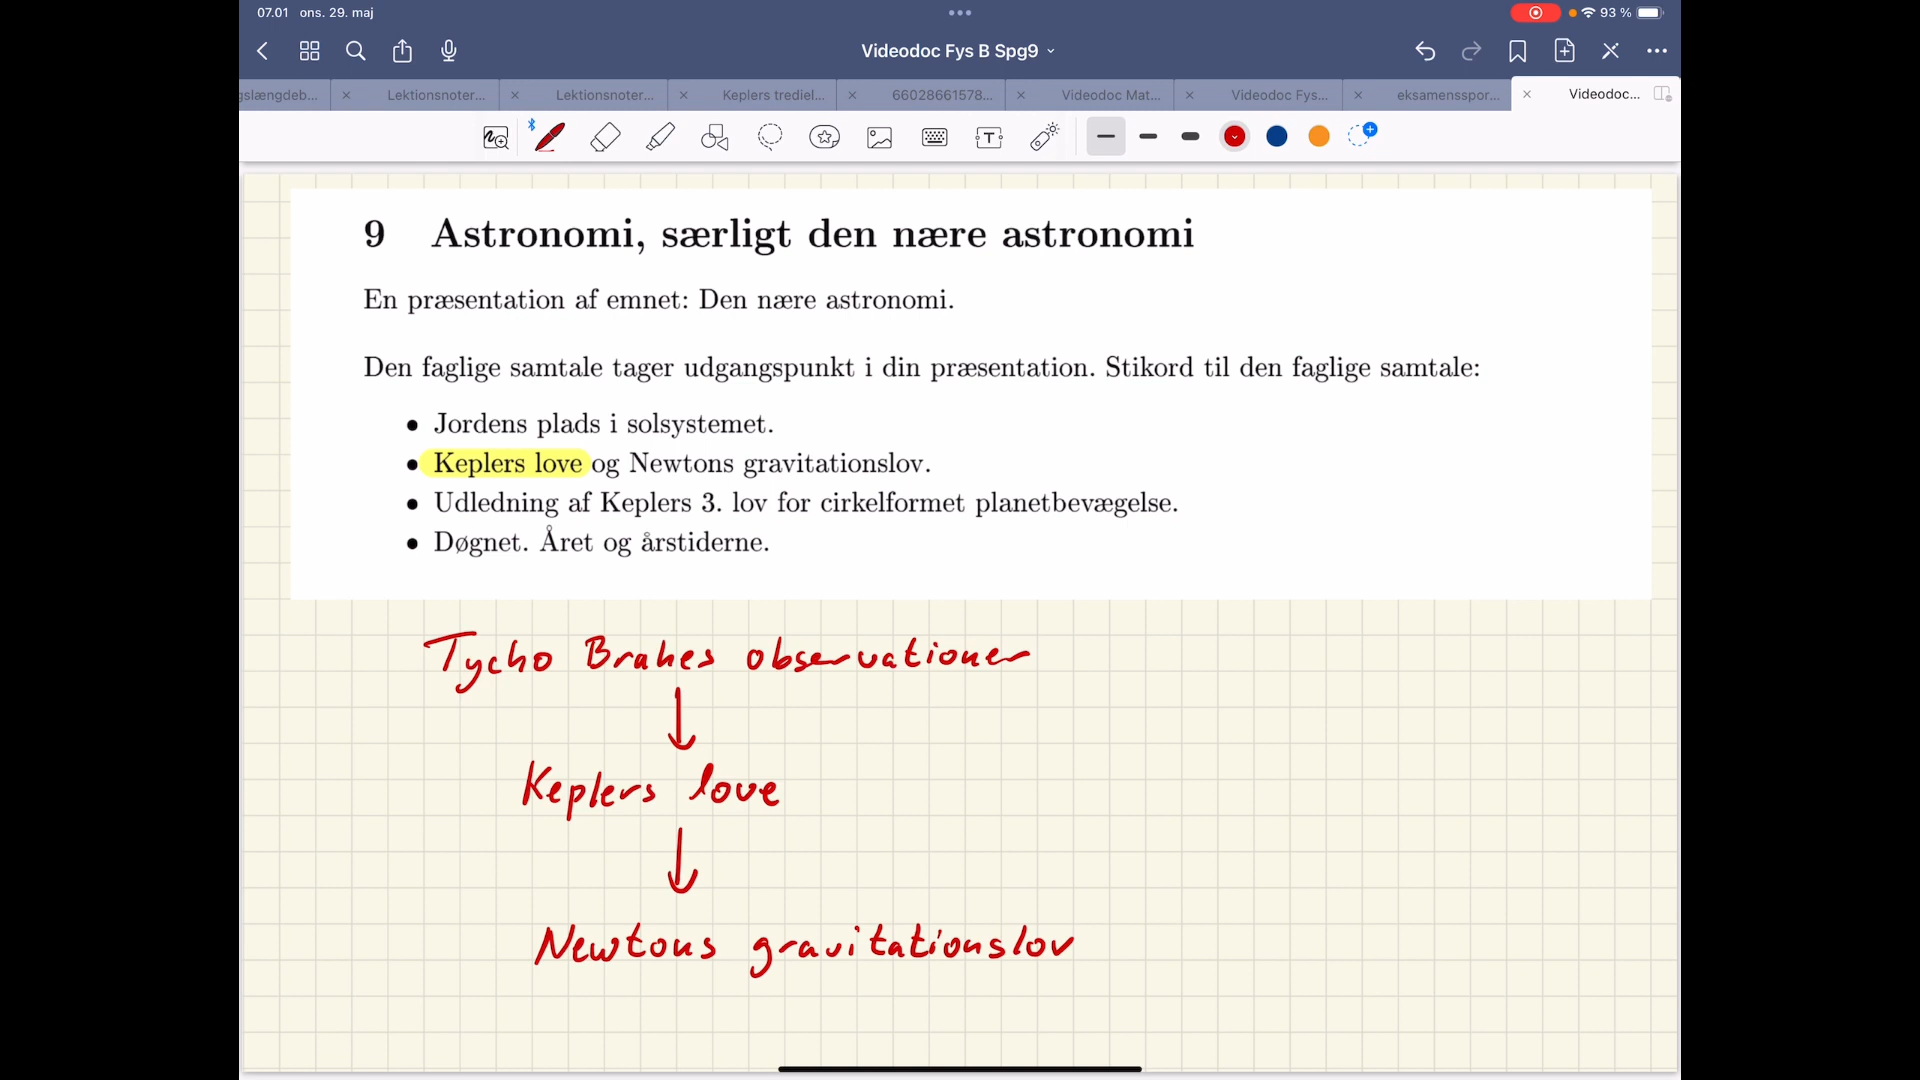 07.01 ons. 29. maj
93 %
Videodoc Fys B Spg9
gslængdeb... Lektionsnoter... Lektionsnoter... Keplers trediel... 66028661578... Videodoc Mat... Videodoc Fys... eksamensspor... Videodoc...
9 Astronomi, særligt den nære astronomi
En præsentation af emnet: Den nære astronomi.
Den faglige samtale tager udgangspunkt i din præsentation. Stikord til den faglige samtale:
• Jordens plads i solsystemet.
• Keplers love og Newtons gravitationslov.
• Udledning af Keplers 3. lov for cirkelformet planetbevægelse.
• Døgnet. Året og årstiderne.
Tycho Brahes observationer
↓
Keplers love
↓
Newtons gravitationslov